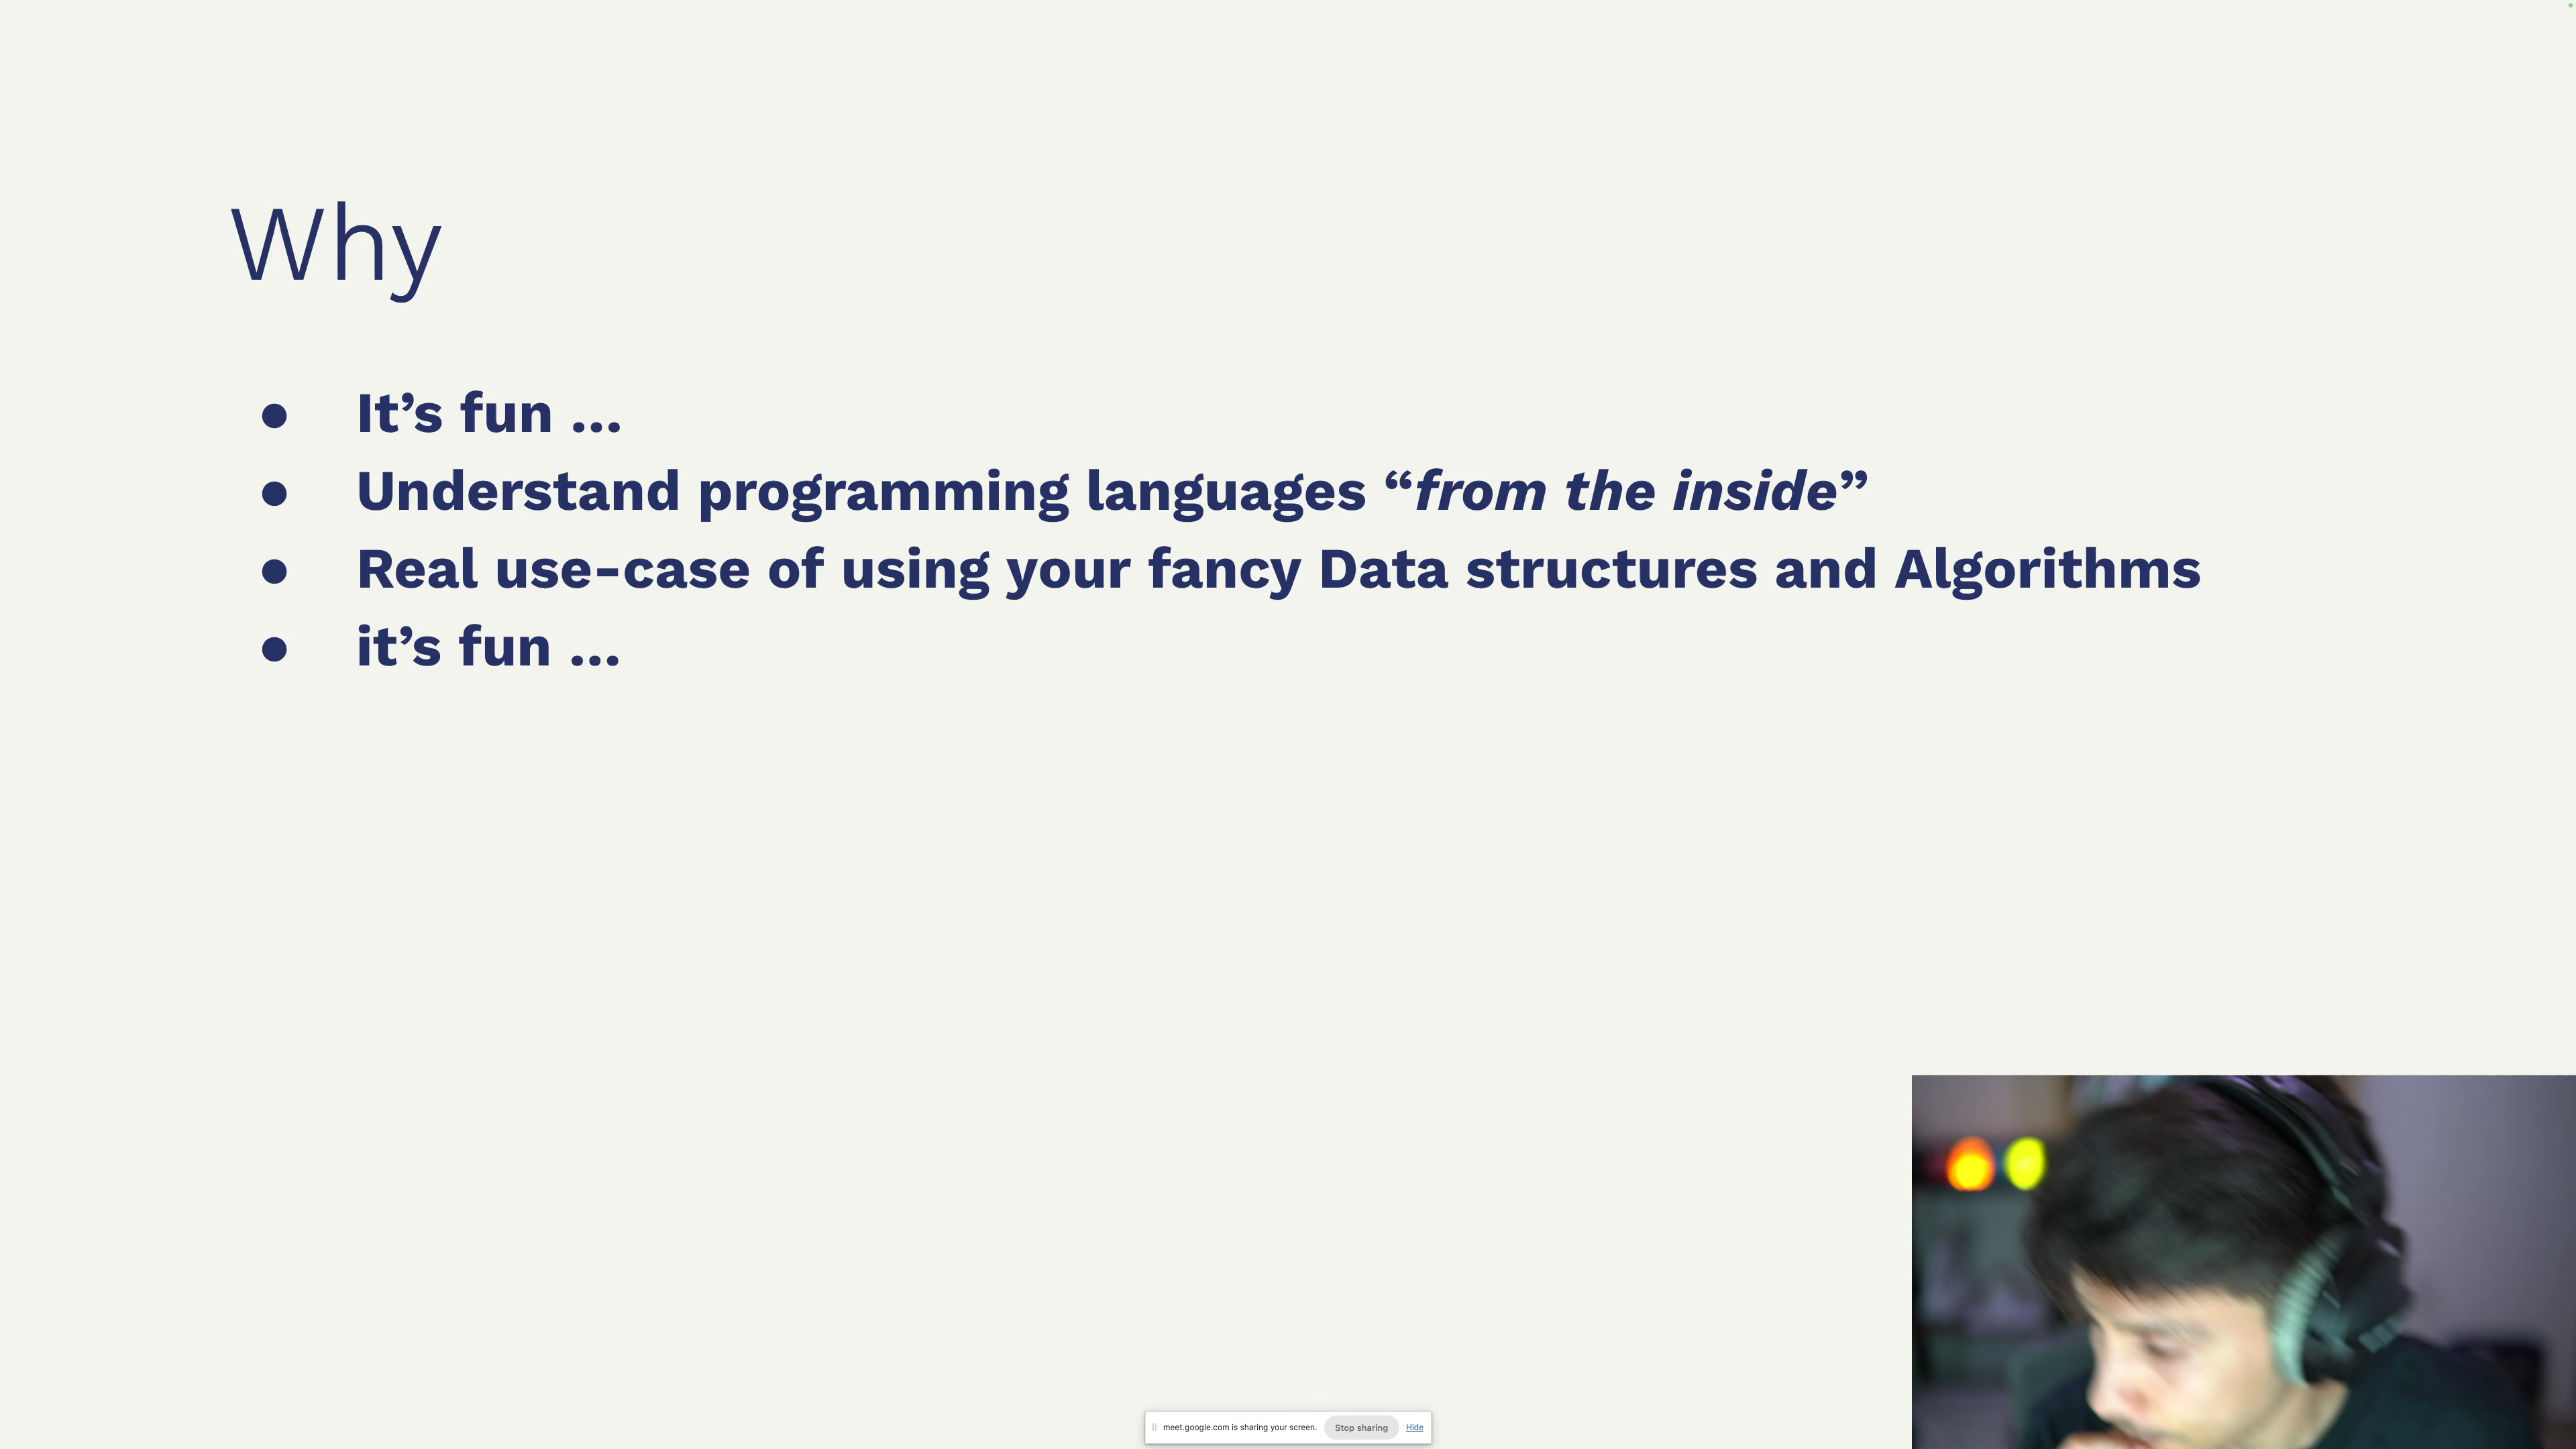 Why
● It’s fun ...
● Understand programming languages “from the inside”
● Real use-case of using your fancy Data structures and Algorithms
● it’s fun ...
meet.google.com is sharing your screen. Stop sharing Hide